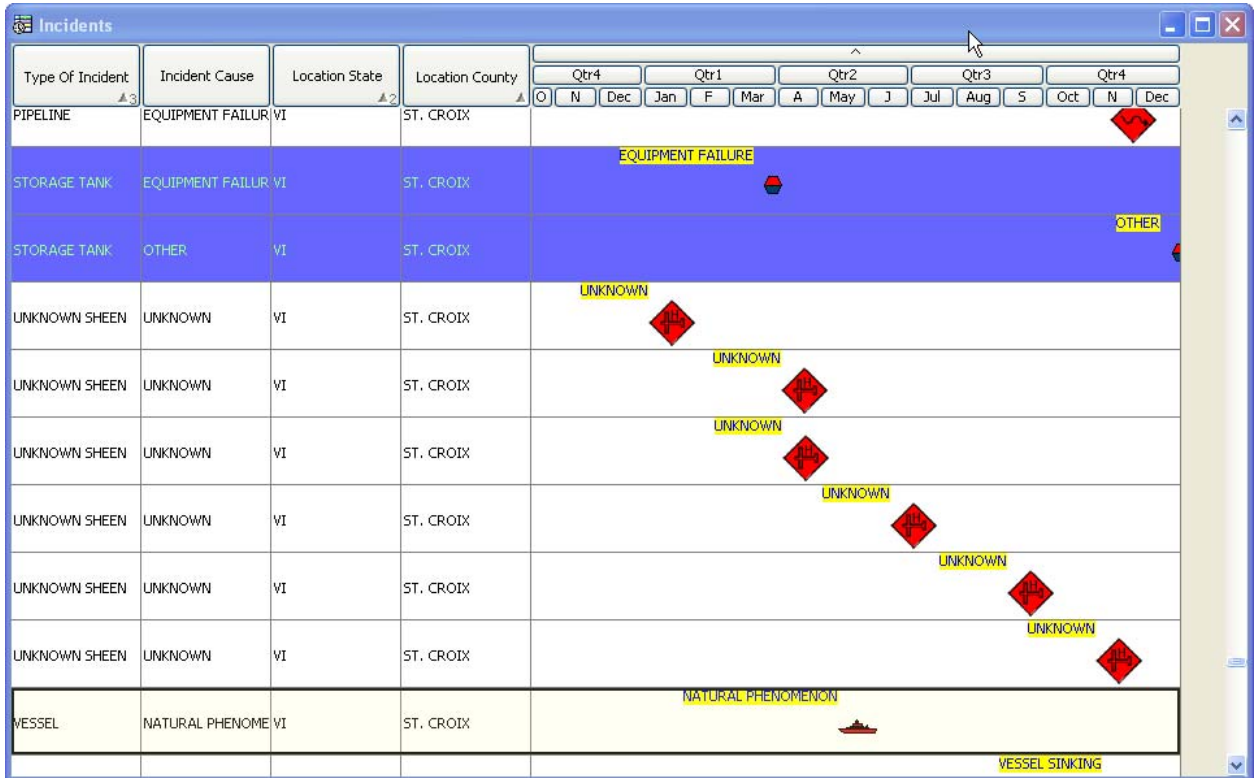 Incidents
^
Type Of Incident Incident Cause Location State Location County Qtr4 Qtr1 Qtr2 Qtr3 Qtr4
3 2 O N Dec Jan F Mar A May J Jul Aug S Oct N Dec
PIPELINE EQUIPMENT FAILUR VI ST. CROIX
EQUIPMENT FAILURE
STORAGE TANK EQUIPMENT FAILUR VI ST. CROIX
OTHER
STORAGE TANK OTHER VI ST. CROIX
UNKNOWN
UNKNOWN SHEEN UNKNOWN VI ST. CROIX
UNKNOWN
UNKNOWN SHEEN UNKNOWN VI ST. CROIX
UNKNOWN
UNKNOWN SHEEN UNKNOWN VI ST. CROIX
UNKNOWN
UNKNOWN SHEEN UNKNOWN VI ST. CROIX
UNKNOWN
UNKNOWN SHEEN UNKNOWN VI ST. CROIX
UNKNOWN
UNKNOWN SHEEN UNKNOWN VI ST. CROIX
NATURAL PHENOMENON
VESSEL NATURAL PHENOME VI ST. CROIX
VESSEL SINKING